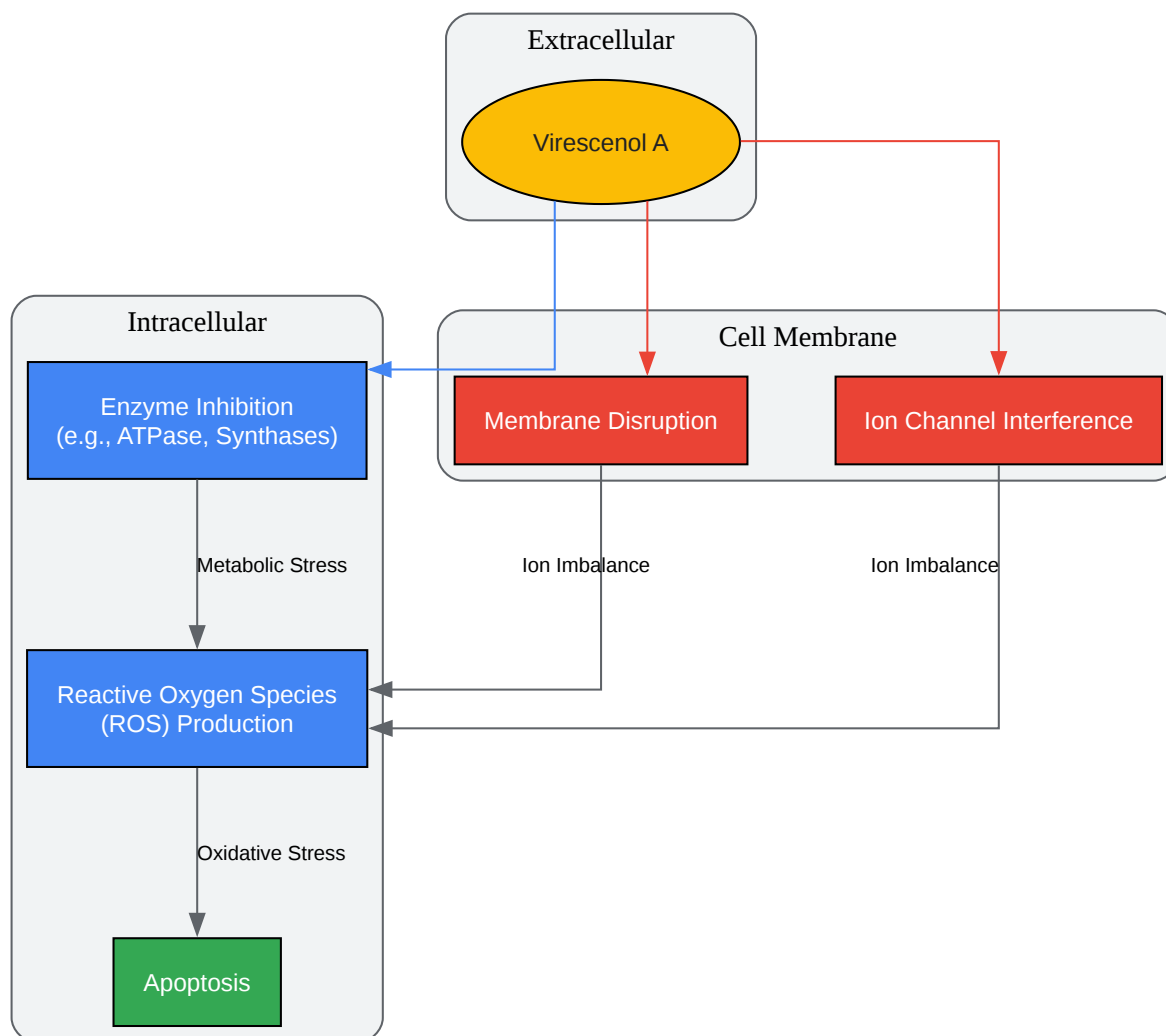 Extracellular
Virescenol A
Intracellular
Cell Membrane
Enzyme Inhibition
(e.g., ATPase, Synthases)
Membrane Disruption
Ion Channel Interference
Metabolic Stress
Ion Imbalance
Ion Imbalance
Reactive Oxygen Species
(ROS) Production
Oxidative Stress
Apoptosis